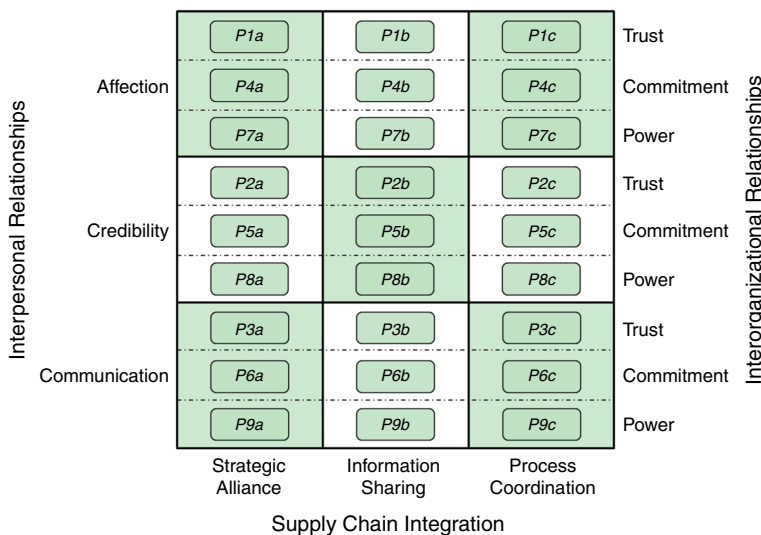 P1a P1b P1c Trust
Affection P4a P4b P4c Commitment
P7a P7b P7c Power
P2a P2b P2c Trust
Credibility P5a P5b P5c Commitment
P8a P8b P8c Power
P3a P3b P3c Trust
Communication P6a P6b P6c Commitment
P9a P9b P9c Power
Interpersonal Relationships
Interorganizational Relationships
Strategic
Alliance
Information
Sharing
Process
Coordination
Supply Chain Integration